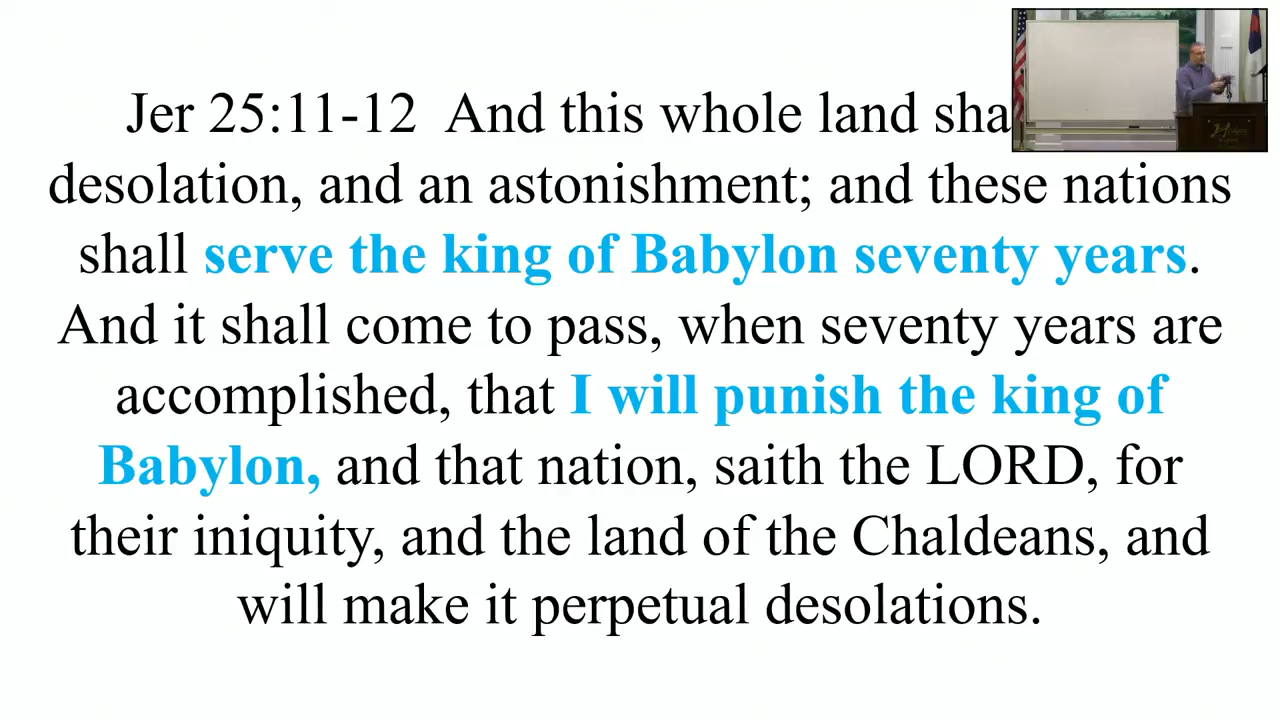 Jer 25:11-12 And this whole land
desolation, and an astonishment; and these nations
shall serve the king of Babylon seventy years.
And it shall come to pass, when seventy years are
accomplished, that I will punish the king of
Babylon, and that nation, saith the LORD, for
their iniquity, and the land of the Chaldeans, and
will make it perpetual desolations.